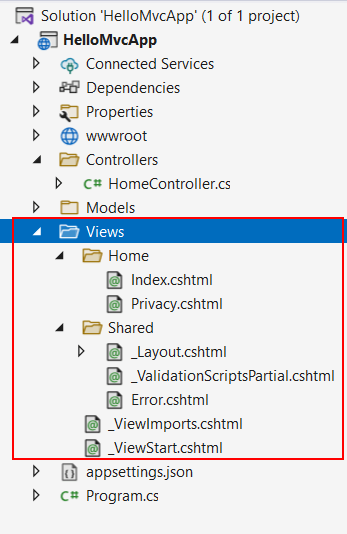 Solution 'HelloMvcApp' (1 of 1 project)
HelloMvcApp
Connected Services
Dependencies
Properties
wwwroot
Controllers
C# HomeController.cs
Models
Views
Home
Index.cshtml
Privacy.cshtml
Shared
_Layout.cshtml
_ValidationScriptsPartial.cshtml
Error.cshtml
_ViewImports.cshtml
_ViewStart.cshtml
appsettings.json
C# Program.cs